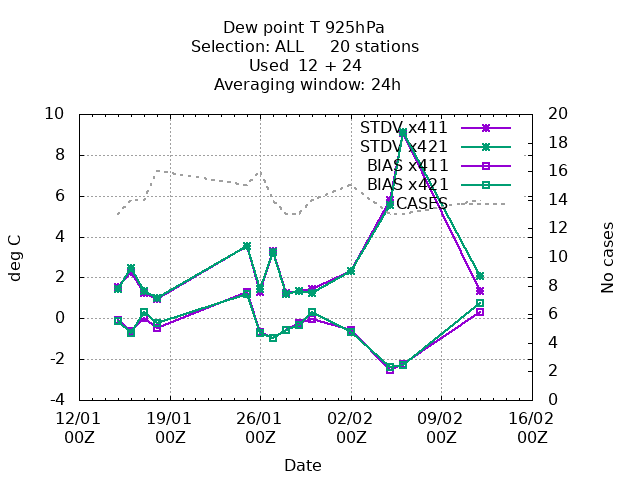 Dew point T 925hPa
Selection: ALL     20 stations
Used  12 + 24
Averaging window: 24h
10
8
6
4
2
0
-2
-4
deg C
STDV x411
STDV x421
BIAS x411
BIAS x421
CASES
20
18
16
14
12
10
8
6
4
2
0
No cases
12/01 19/01 26/01 02/02 09/02 16/02
00Z 00Z 00Z 00Z 00Z 00Z
Date